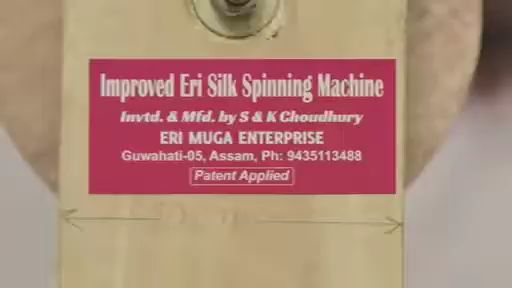 Improved Eri Silk Spinning Machine
Invtd. & Mfd. by S & K Choudhury
ERI MUGA ENTERPRISE
Guwahati-05, Assam, Ph: 9435113488
Patent Applied